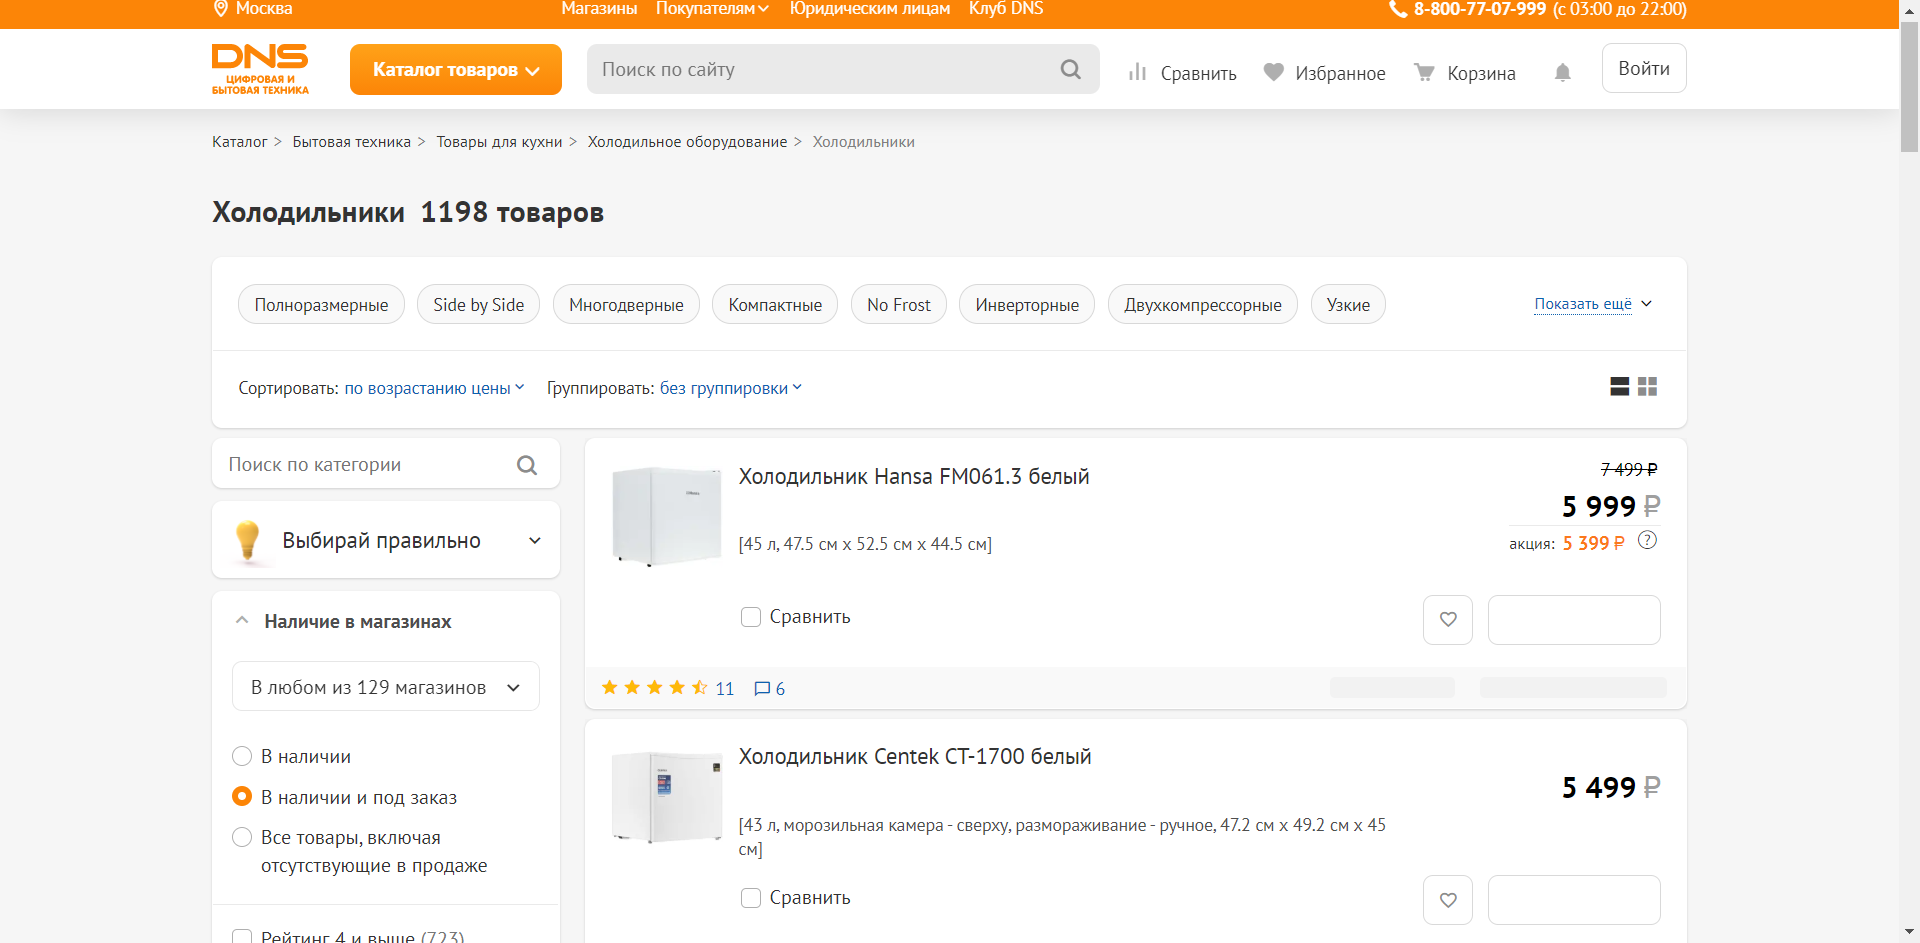 Москва
Магазины Покупателям Юридическим лицам Клуб DNS
8-800-77-07-999 (с 03:00 до 22:00)
DNS
ЦИФРОВАЯ И
БЫТОВАЯ ТЕХНИКА
Каталог товаров
Поиск по сайту
Сравнить
Избранное
Корзина
Войти
Каталог > Бытовая техника > Товары для кухни > Холодильное оборудование > Холодильники
Холодильники 1198 товаров
Полноразмерные Side by Side Многодверные Компактные No Frost Инверторные Двухкомпрессорные Узкие Показать ещё
Сортировать: по возрастанию цены Группировать: без группировки
Поиск по категории
Выбирай правильно
Наличие в магазинах
В любом из 129 магазинов
В наличии
В наличии и под заказ
Все товары, включая
отсутствующие в продаже
Рейтинг 4 и выше (723)
Холодильник Hansa FM061.3 белый
7 499 ₽
5 999 ₽
акция: 5 399 ₽ ?
[45 л, 47.5 см x 52.5 см x 44.5 см]
Сравнить
11 6
Холодильник Centek CT-1700 белый
5 499 ₽
[43 л, морозильная камера - сверху, размораживание - ручное, 47.2 см x 49.2 см x 45
см]
Сравнить